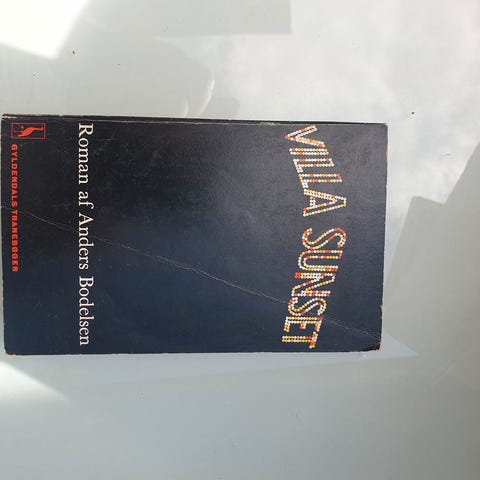 VILLA SUNSET
Roman af Anders Bodelsen
GYLDENDALS TRANEBØGER